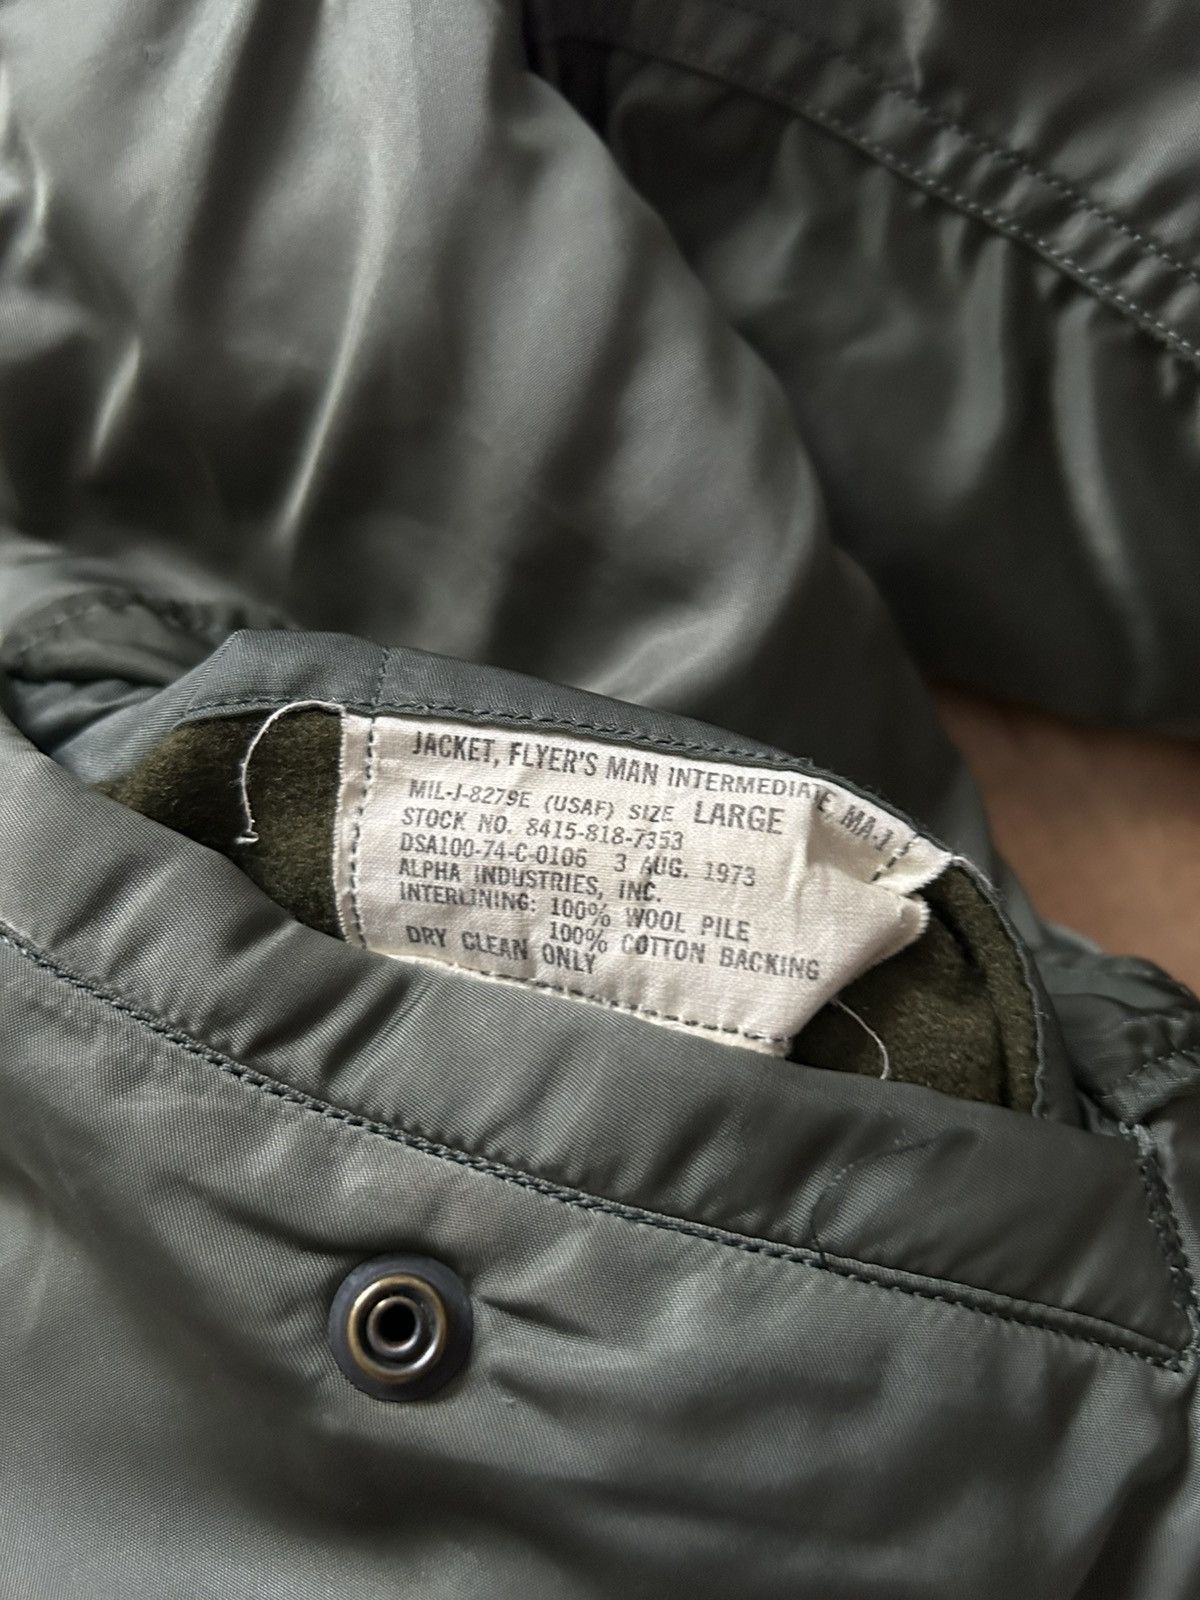 JACKET, FLYER'S MAN INTERMEDIATE, MA-1
MIL-J-8279E (USAF) SIZE LARGE
STOCK NO. 8415-818-7353
DSA100-74-C-0106 3 AUG. 1973
ALPHA INDUSTRIES, INC.
INTERLINING: 100% WOOL PILE
100% COTTON BACKING
DRY CLEAN ONLY